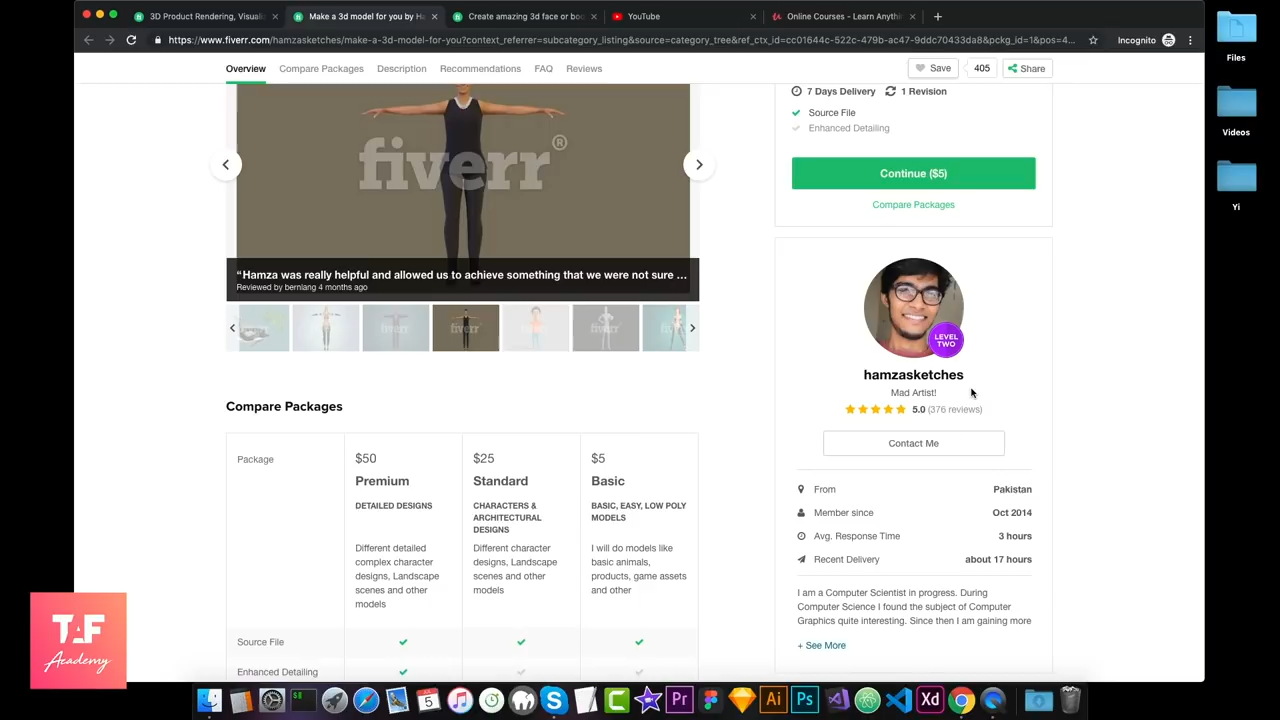 3D Product Rendering, Visuali
Make a 3d model for you by Ha
Create amazing 3d face or boo
YouTube
Online Courses - Learn Anythi
https://www.fiverr.com/hamzasketches/make-a-3d-model-for-you?context_referrer=subcategory_listing&source=category_tree&ref_ctx_id=cc01644c-522c-479b-ac47-9ddc70433da8&pckg_id=1&pos=4...
Incognito
Files
Videos
Yi
Overview
Compare Packages
Description
Recommendations
FAQ
Reviews
Save
405
Share
7 Days Delivery
1 Revision
Source File
Enhanced Detailing
Continue ($5)
Compare Packages
fiverr®
“Hamza was really helpful and allowed us to achieve something that we were not sure ...
Reviewed by bernlang 4 months ago
fiverr
fiverr
fiverr
LEVEL
TWO
hamzasketches
Mad Artist!
5.0 (376 reviews)
Contact Me
From
Pakistan
Member since
Oct 2014
Avg. Response Time
3 hours
Recent Delivery
about 17 hours
I am a Computer Scientist in progress. During
Computer Science I found the subject of Computer
Graphics quite interesting. Since then I am gaining more
+ See More
Compare Packages
Package
$50
Premium
DETAILED DESIGNS
Different detailed
complex character
designs, Landscape
scenes and other
models
$25
Standard
CHARACTERS &
ARCHITECTURAL
DESIGNS
Different character
designs, Landscape
scenes and other
models
$5
Basic
BASIC, EASY, LOW POLY
MODELS
I will do models like
basic animals,
products, game assets
and other
Source File
Enhanced Detailing
TAF
Academy
5
Pr
Ai
Ps
Xd